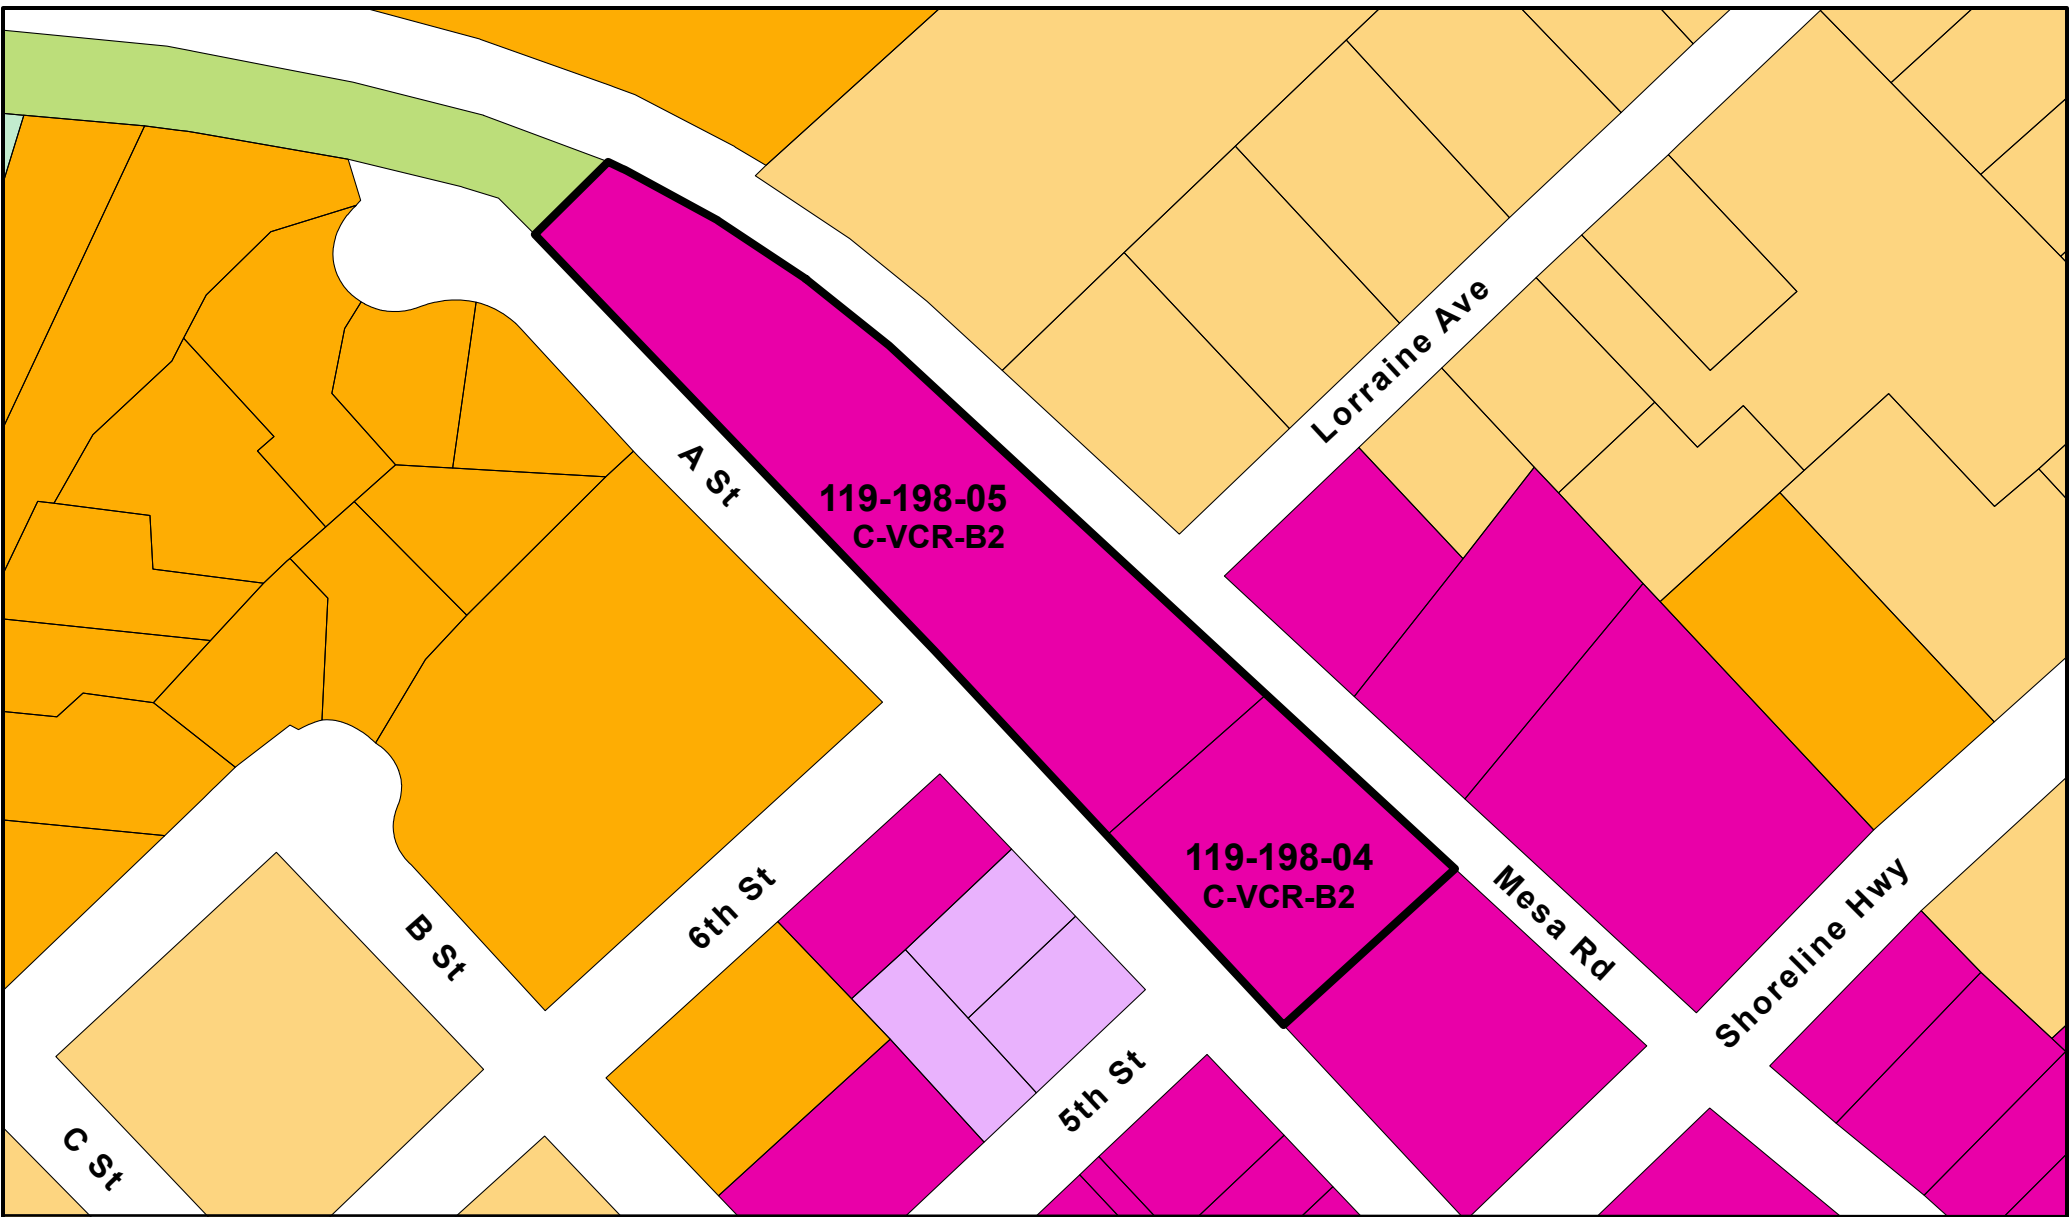 Lorraine Ave
A St
119-198-05
C-VCR-B2
119-198-04
C-VCR-B2
Mesa Rd
Shoreline Hwy
6th St
B St
5th St
C St